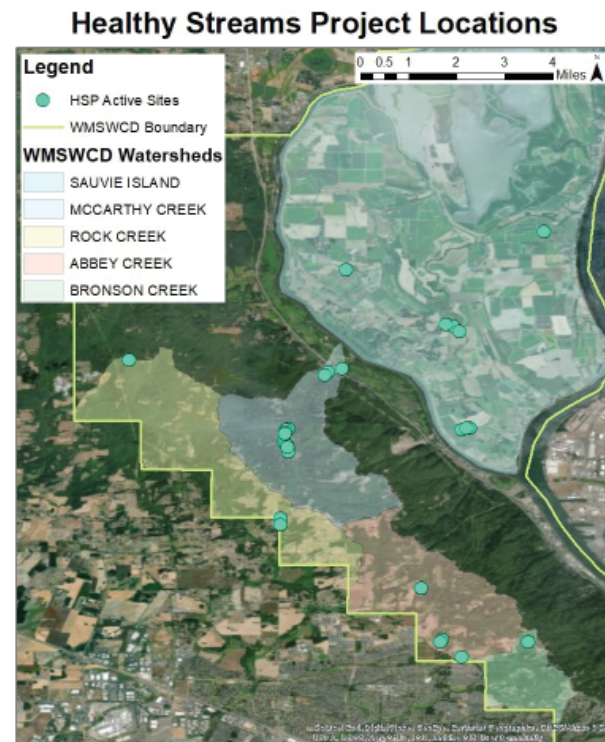 Healthy Streams Project Locations
Legend
HSP Active Sites
WMSWCD Boundary
WMSWCD Watersheds
SAUVIE ISLAND
MCCARTHY CREEK
ROCK CREEK
ABBEY CREEK
BRONSON CREEK
0 0.5 1 2 3 4
Miles
N